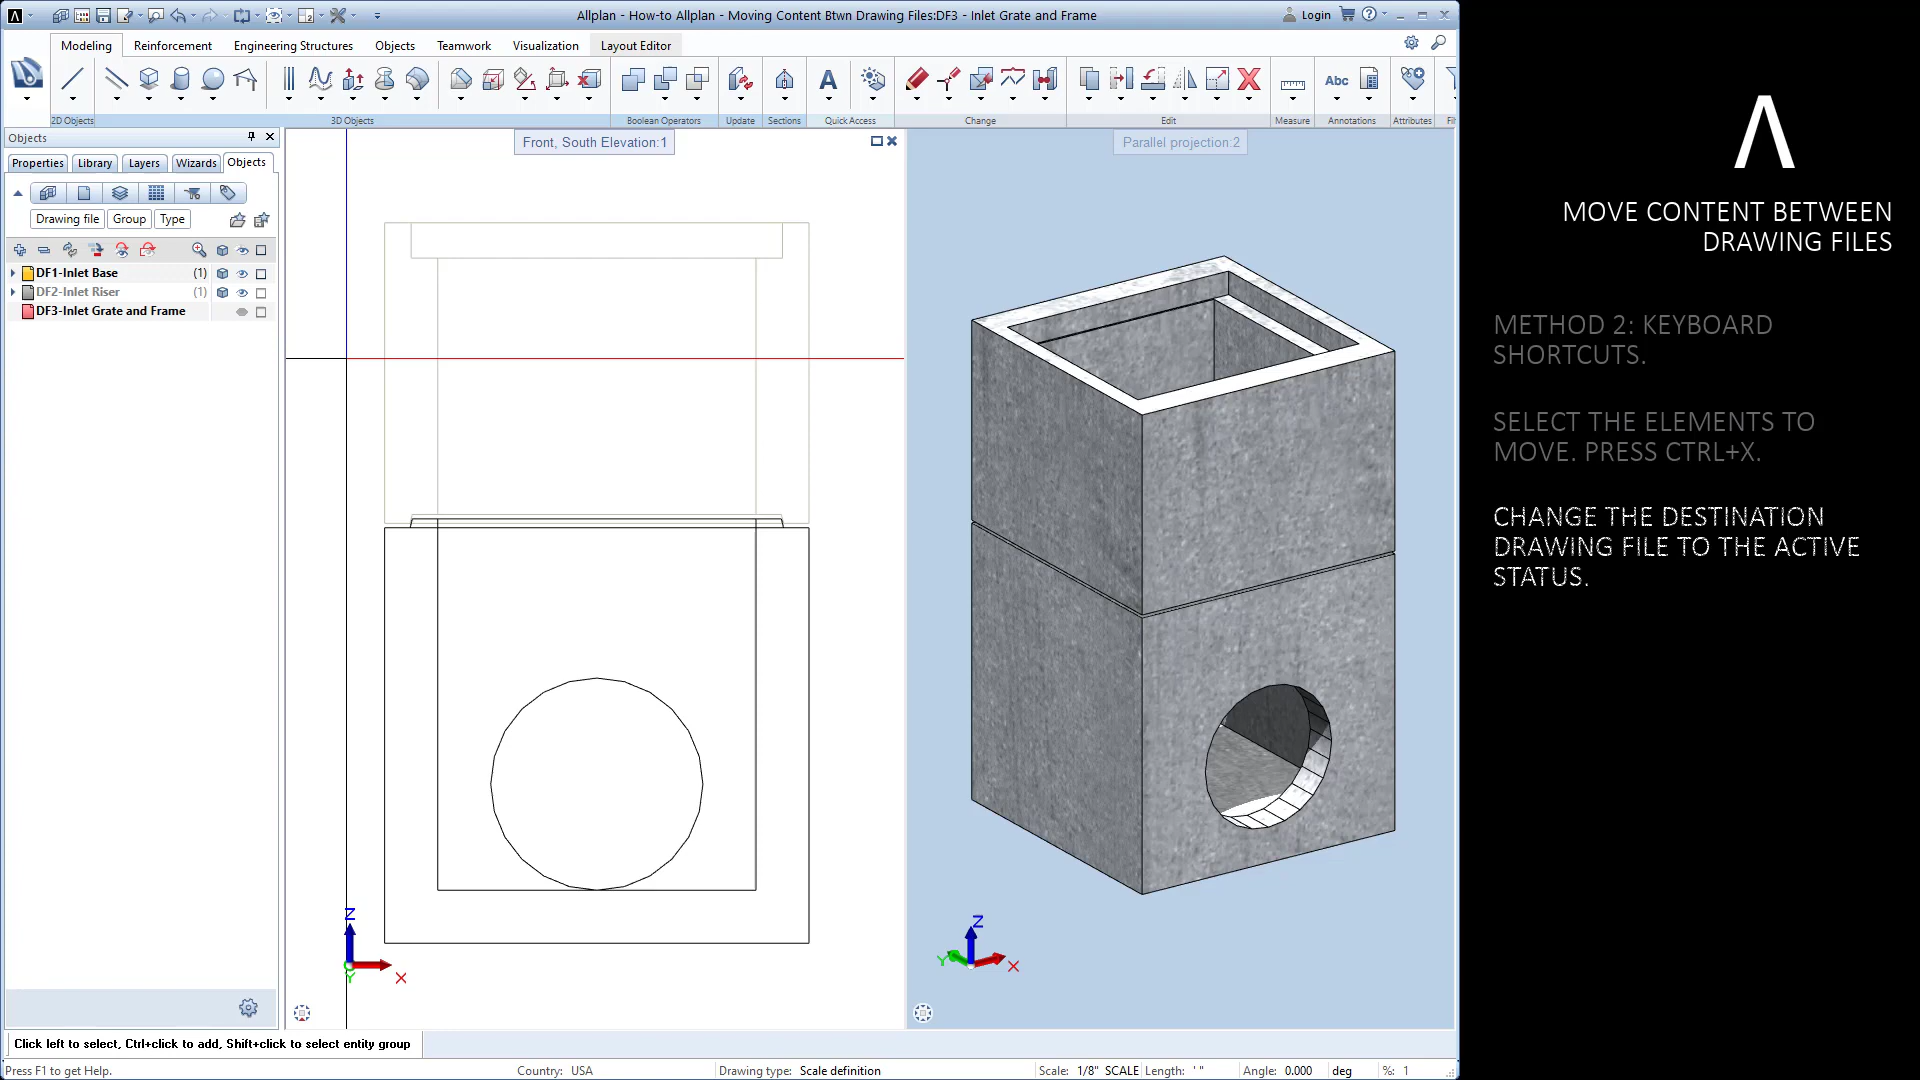 Allplan - How-to Allplan - Moving Content Btwn Drawing Files:DF3 - Inlet Grate and Frame
Login
Modeling Reinforcement Engineering Structures Objects Teamwork Visualization Layout Editor
2D Objects 3D Objects Boolean Operators Update Sections Quick Access Change Edit Measure Annotations Attributes
Objects
Properties Library Layers Wizards Objects
Drawing file Group Type
DF1-Inlet Base (1)
DF2-Inlet Riser (1)
DF3-Inlet Grate and Frame
Front, South Elevation:1
Parallel projection:2
A
Abc
Z
Y
X
Z
Y
X
Click left to select, Ctrl+click to add, Shift+click to select entity group
Press F1 to get Help. Country: USA Drawing type: Scale definition Scale: 1/8" SCALE Length: ' " Angle: 0.000 deg %: 1
MOVE CONTENT BETWEEN
DRAWING FILES
METHOD 2: KEYBOARD
SHORTCUTS.
SELECT THE ELEMENTS TO
MOVE. PRESS CTRL+X.
CHANGE THE DESTINATION
DRAWING FILE TO THE ACTIVE
STATUS.